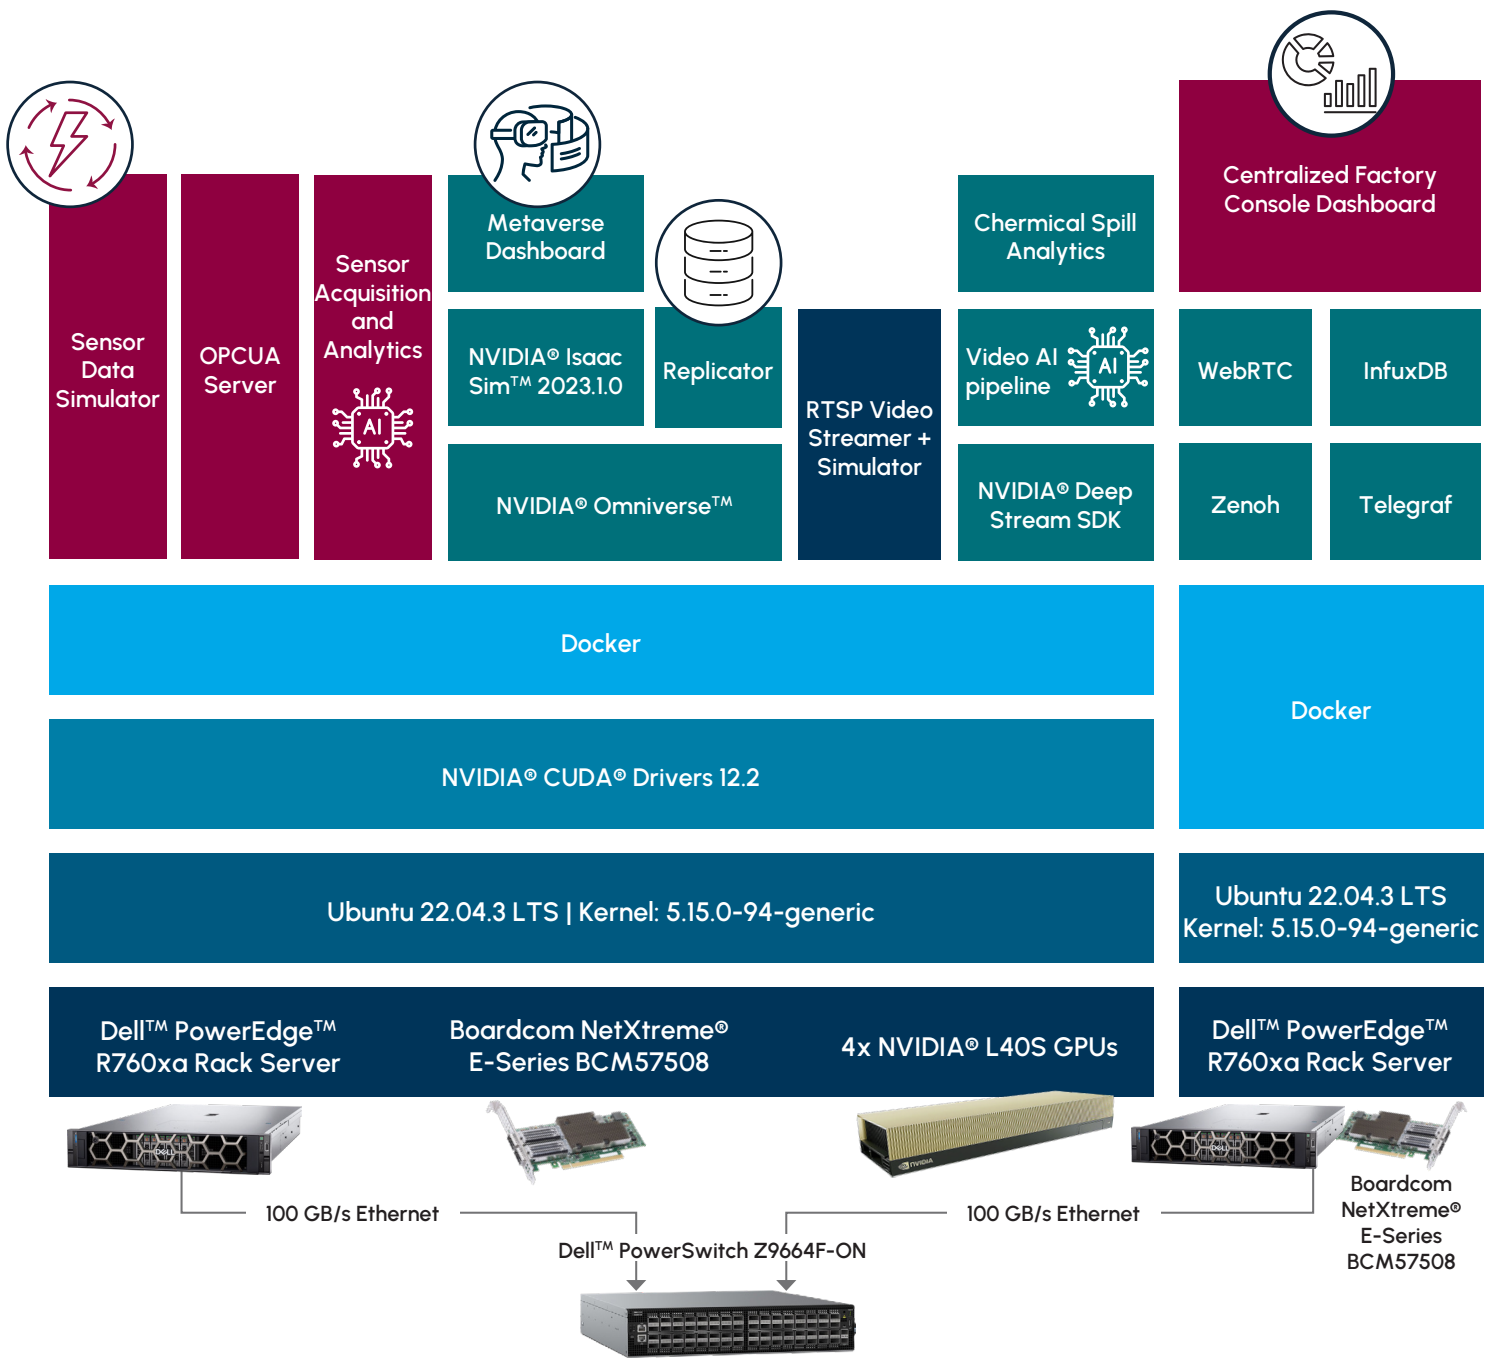 Centralized Factory
Console Dashboard
Metaverse
Dashboard
Chermical Spill
Analytics
Sensor
Data
Simulator
OPCUA
Server
Sensor
Acquisition
and
Analytics
AI
NVIDIA® Isaac
Sim™ 2023.1.0
Replicator
RTSP Video
Streamer +
Simulator
Video AI
pipeline
AI
WebRTC
InfuxDB
NVIDIA® Omniverse™
NVIDIA® Deep
Stream SDK
Zenoh
Telegraf
Docker
Docker
NVIDIA® CUDA® Drivers 12.2
Ubuntu 22.04.3 LTS | Kernel: 5.15.0-94-generic
Ubuntu 22.04.3 LTS
Kernel: 5.15.0-94-generic
Dell™ PowerEdge™
R760xa Rack Server
Boardcom NetXtreme®
E-Series BCM57508
4x NVIDIA® L40S GPUs
Dell™ PowerEdge™
R760xa Rack Server
DELL
NVIDIA
DELL
Boardcom
NetXtreme®
E-Series
BCM57508
100 GB/s Ethernet
100 GB/s Ethernet
Dell™ PowerSwitch Z9664F-ON